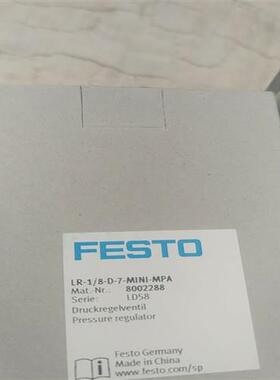 FESTO
LR-1/8-D-7-MINI-MPA
Mat.-Nr.: 8002288
Serie: LD58
Druckregelventil
Pressure regulator
Festo Germany
Made in China
www.festo.com/sp